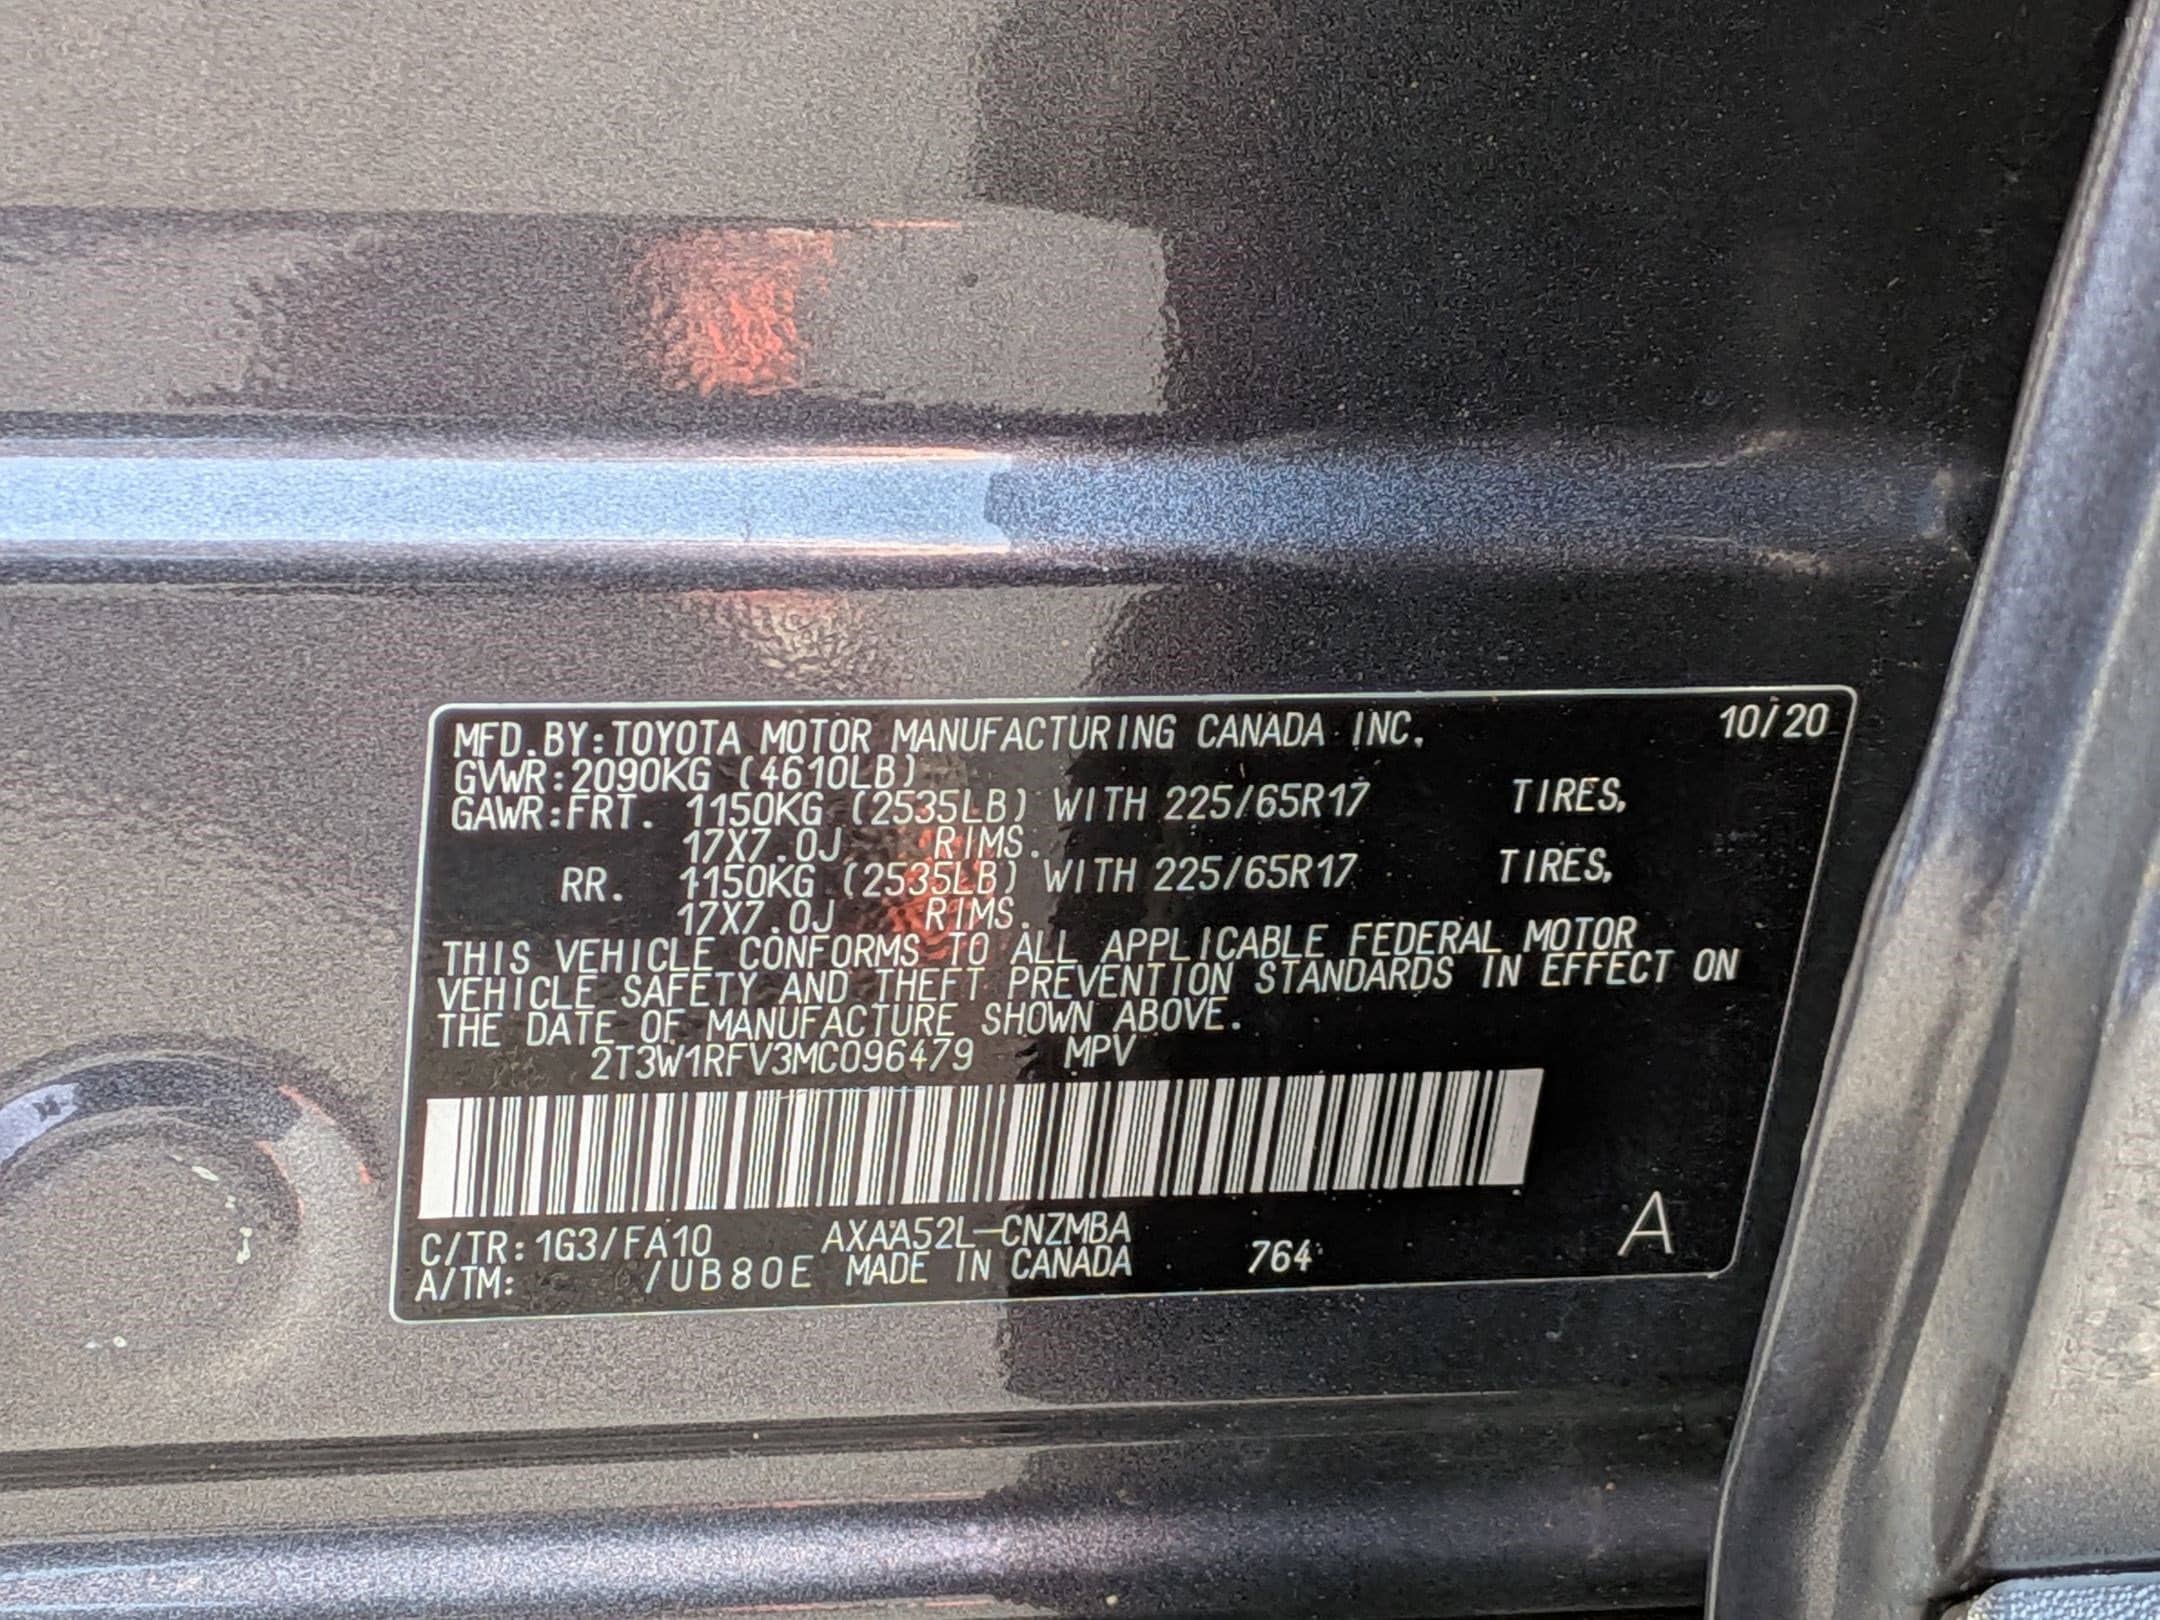 MFD.BY:TOYOTA MOTOR MANUFACTURING CANADA INC. 10/20
GVWR:2090KG (4610LB)
GAWR:FRT. 1150KG (2535LB) WITH 225/65R17 TIRES,
17X7.0J RIMS.
RR. 1150KG (2535LB) WITH 225/65R17 TIRES,
17X7.0J RIMS.
THIS VEHICLE CONFORMS TO ALL APPLICABLE FEDERAL MOTOR
VEHICLE SAFETY AND THEFT PREVENTION STANDARDS IN EFFECT ON
THE DATE OF MANUFACTURE SHOWN ABOVE.
2T3W1RFV3MC096479 MPV
C/TR:1G3/FA10 AXAA52L-CNZMBA
A/TM: /UB80E MADE IN CANADA 764 A